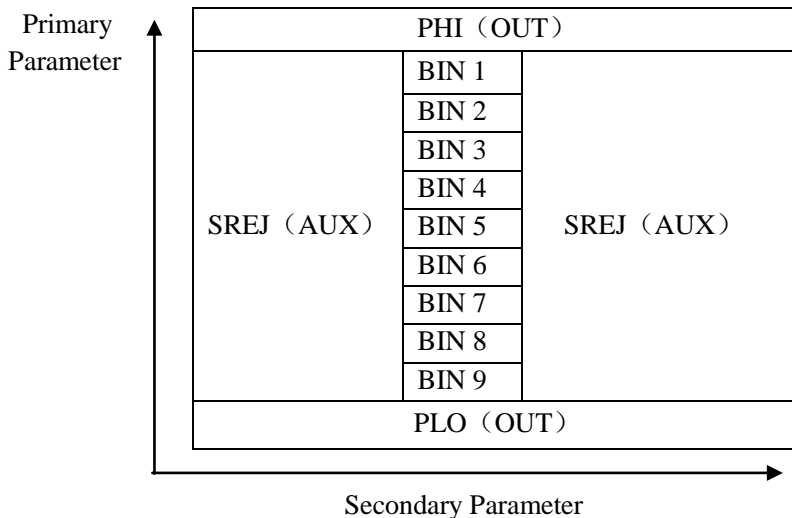 Primary
Parameter
PHI（OUT）
BIN 1
BIN 2
BIN 3
BIN 4
SREJ（AUX）
BIN 5
SREJ（AUX）
BIN 6
BIN 7
BIN 8
BIN 9
PLO（OUT）
Secondary Parameter